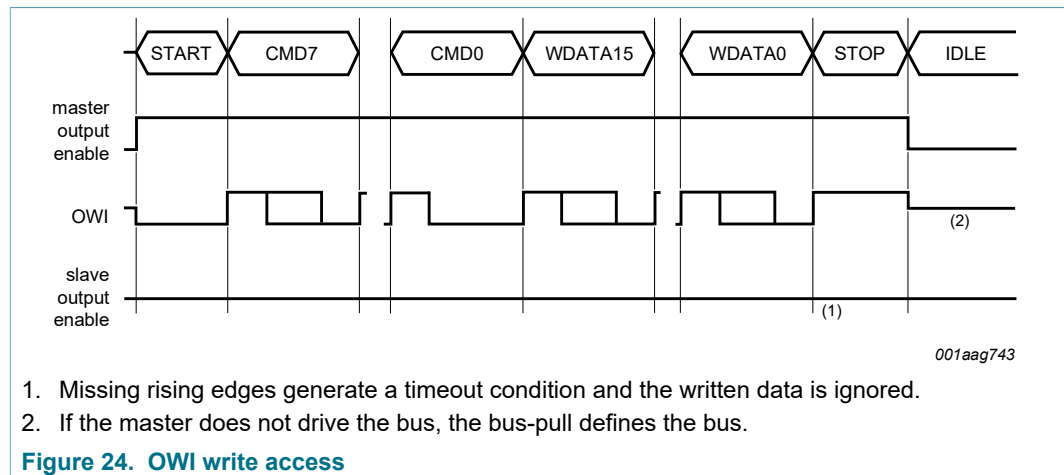 START CMD7 CMD0 WDATA15 WDATA0 STOP IDLE
master
output
enable
OWI
(2)
slave
output
enable
(1)
001aag743
1. Missing rising edges generate a timeout condition and the written data is ignored.
2. If the master does not drive the bus, the bus-pull defines the bus.
Figure 24. OWI write access